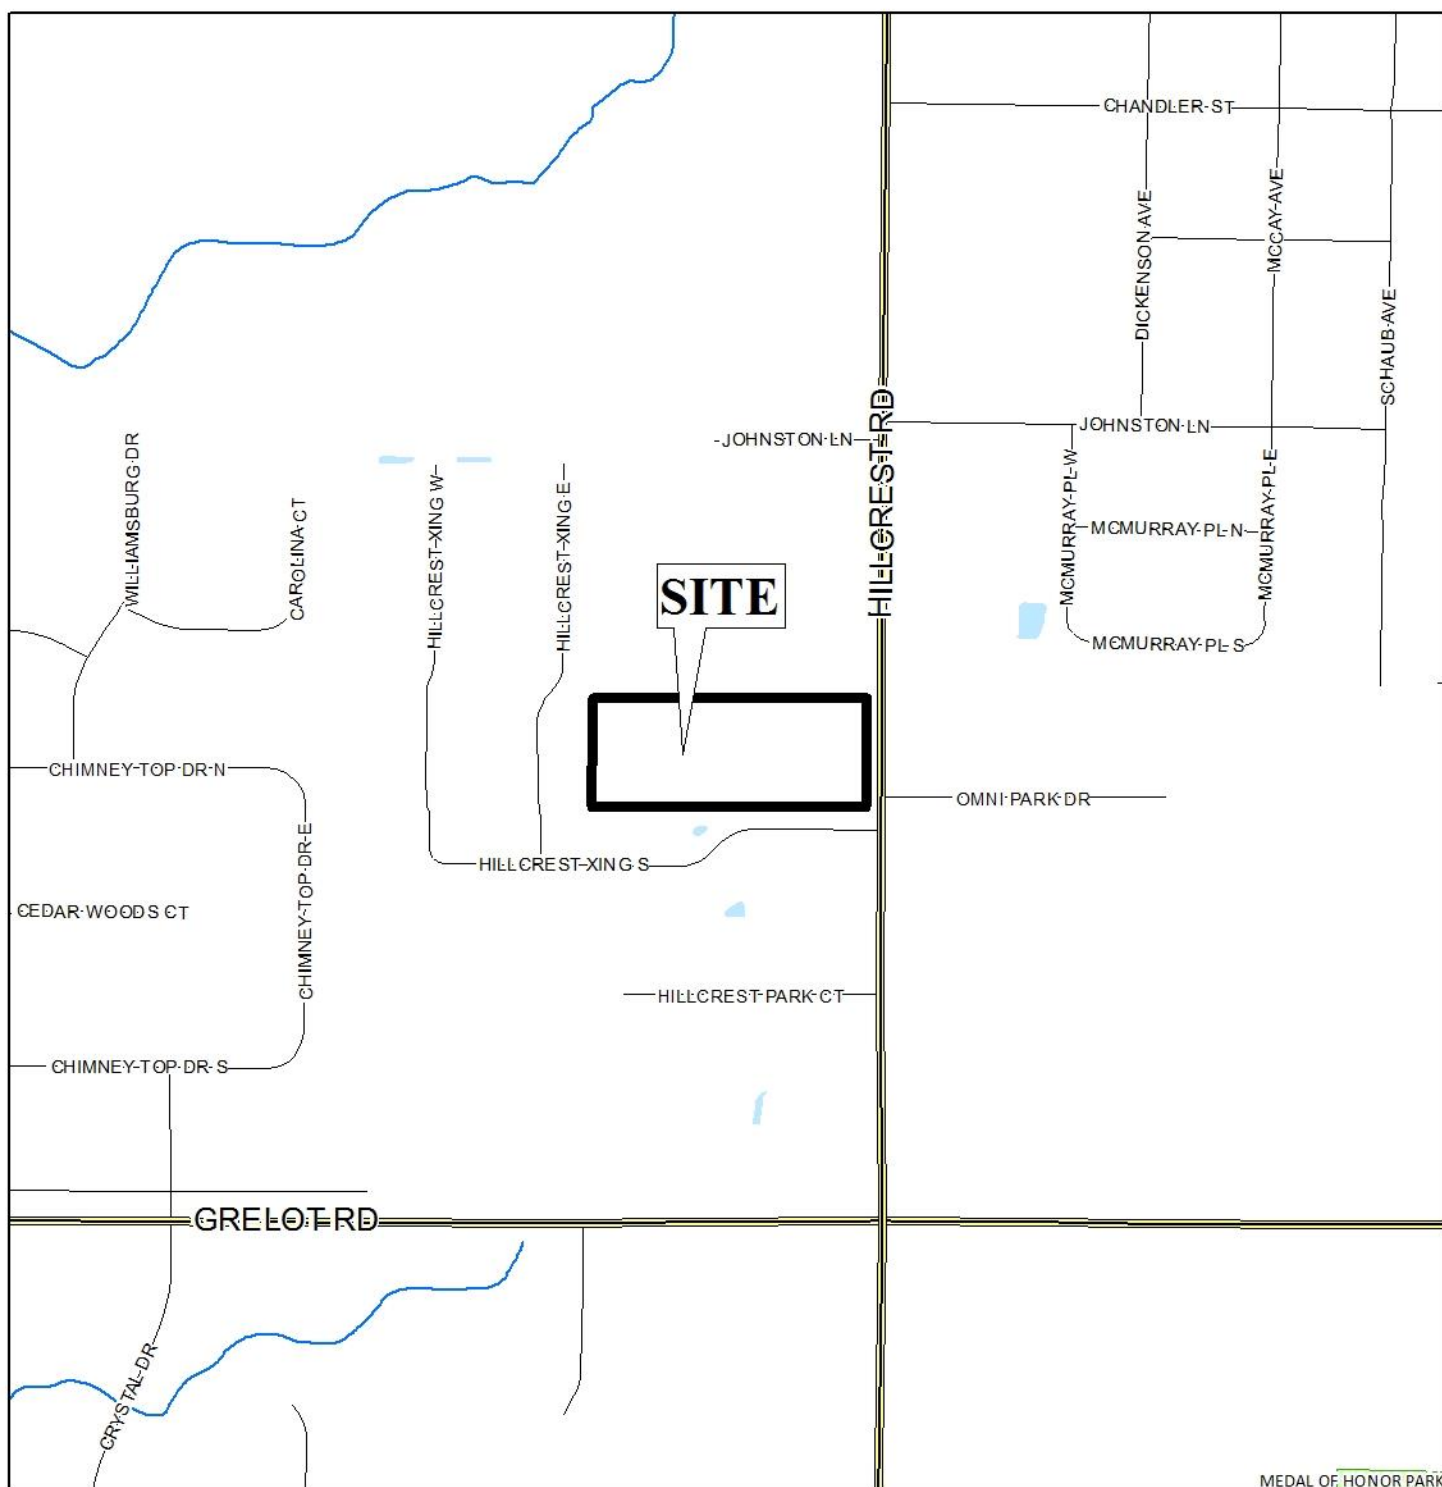 CHANDLER ST
DICKENSON AVE
MCCAY AVE
SCHAUB AVE
HILLCREST RD
JOHNSTON LN
JOHNSTON LN
WILLIAMSBURG DR
CAROLINA CT
HILLCREST XING W
HILLCREST XING E
MCMURRAY PL W
MCMURRAY PL N
MCMURRAY PL E
SITE
MCMURRAY PL S
CHIMNEY TOP DR N
OMNI PARK DR
CHIMNEY TOP DR E
HILLCREST XING S
CEDAR WOODS CT
HILLCREST PARK CT
CHIMNEY TOP DR S
GRELOT RD
CRYSTAL DR
MEDAL OF HONOR PARK